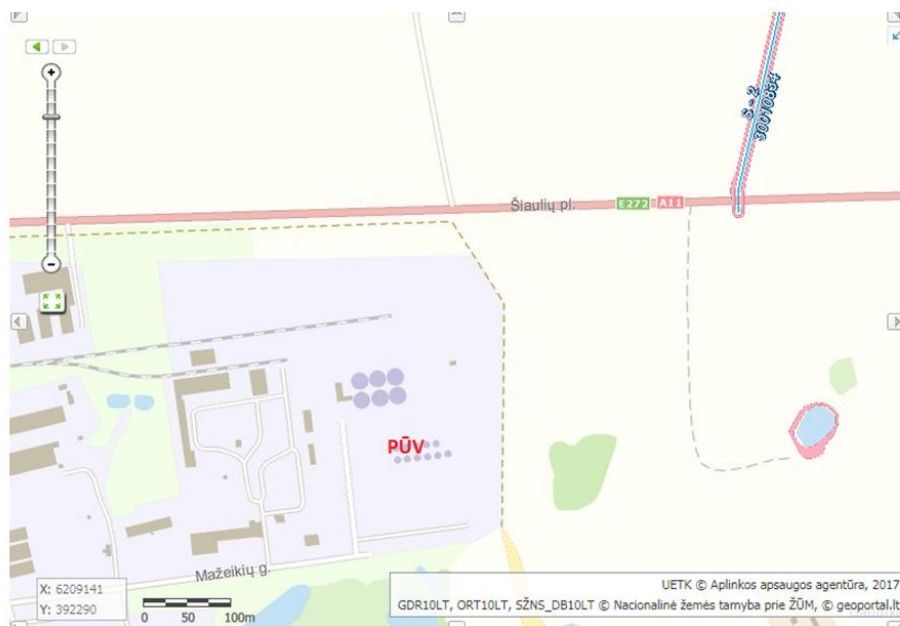 Š - 2
30010834
Šiaulių pl.
E272
A11
PŪV
Mažeikių g.
X: 6209141
Y: 392290
0 50 100m
UETK © Aplinkos apsaugos agentūra, 2017
GDR10LT, ORT10LT, SŽNS_DB10LT © Nacionalinė žemės tarnyba prie ŽŪM, © geoportal.lt